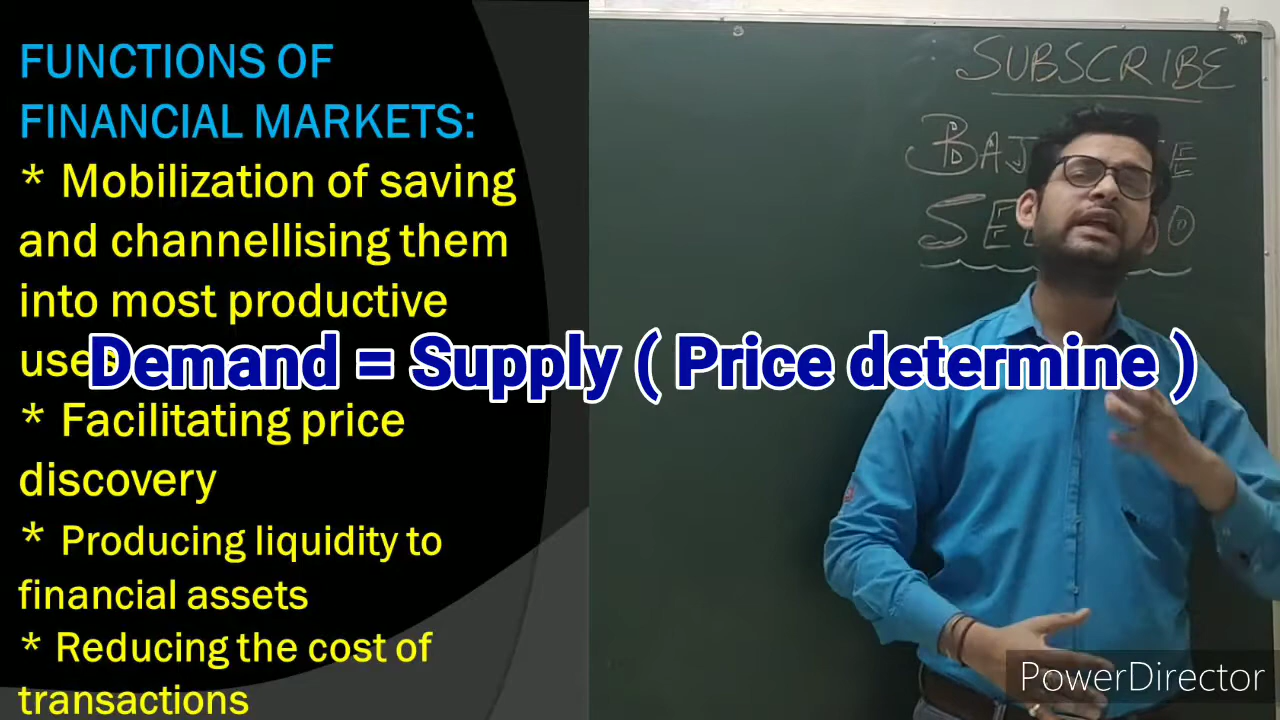 FUNCTIONS OF
FINANCIAL MARKETS:
* Mobilization of saving
and channellising them
into most productive
uses
Demand = Supply ( Price determine )
* Facilitating price
discovery
* Producing liquidity to
financial assets
* Reducing the cost of
transactions
SUBSCRIBE
PowerDirector